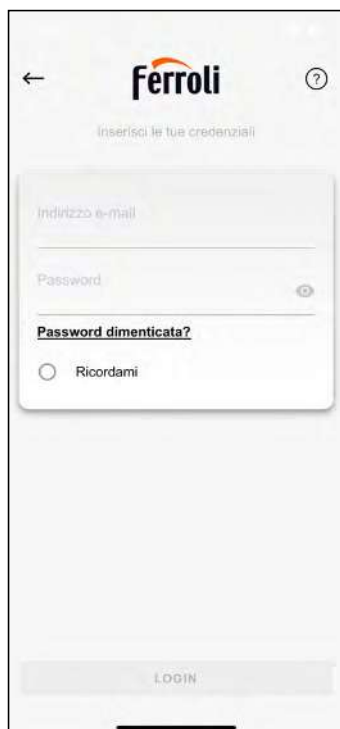 Ferroli
Inserisci le tue credenziali
Indirizzo e-mail
Password
Password dimenticata?
Ricordami
LOGIN